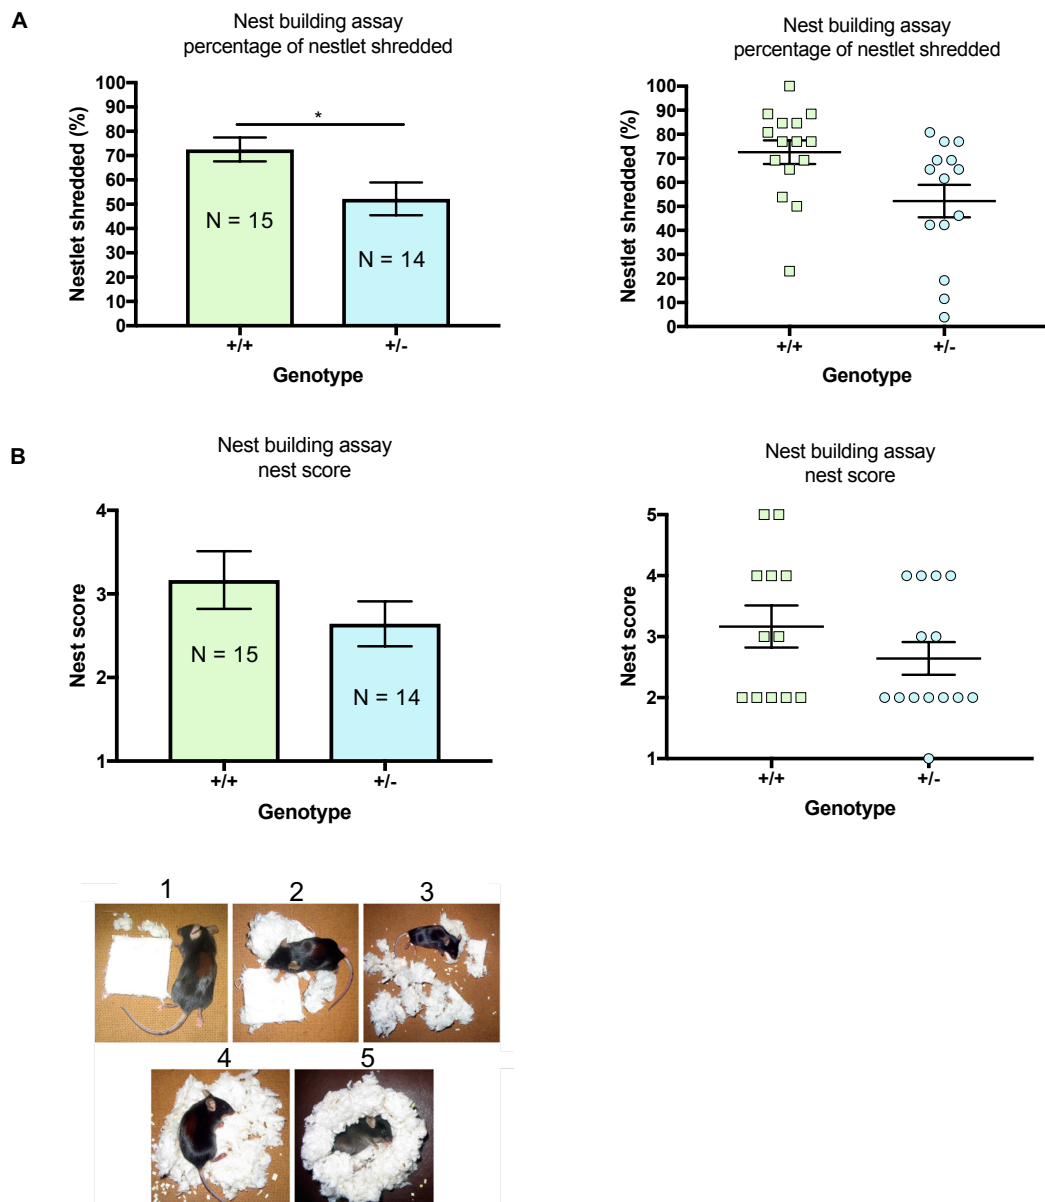 A
Nest building assay
percentage of nestlet shredded
Nestlet shredded (%)
100
90
80
70
60
50
40
30
20
10
0
*
N = 15
N = 14
+/+
+/-
Genotype
Nest building assay
percentage of nestlet shredded
Nestlet shredded (%)
100
90
80
70
60
50
40
30
20
10
0
+/+
+/-
Genotype
B
Nest building assay
nest score
Nest score
4
3
2
1
N = 15
N = 14
+/+
+/-
Genotype
Nest building assay
nest score
Nest score
5
4
3
2
1
+/+
+/-
Genotype
1 2 3
4 5